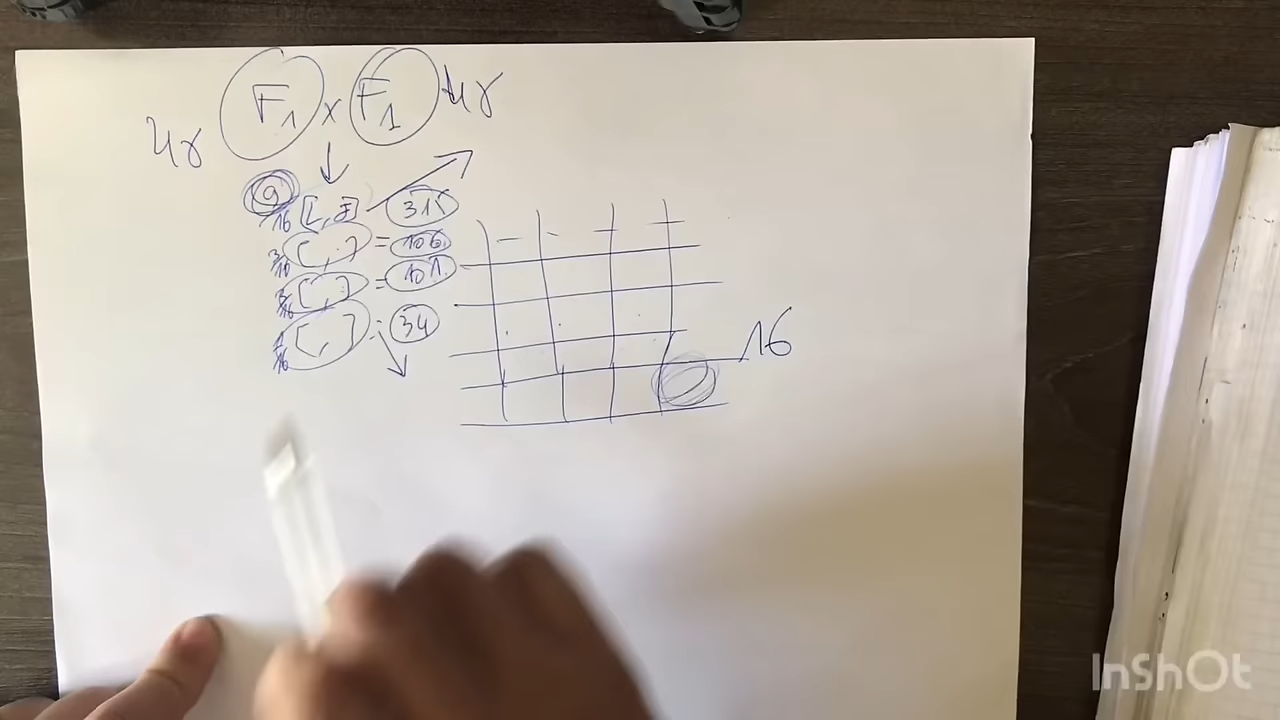 F₁ × F₁
4γ 4γ
9/16 [ , ] 315
3/16 [ , ] = 106
3/16 [ , ] = 101
1/16 [ , ] = 34
16
InShOt